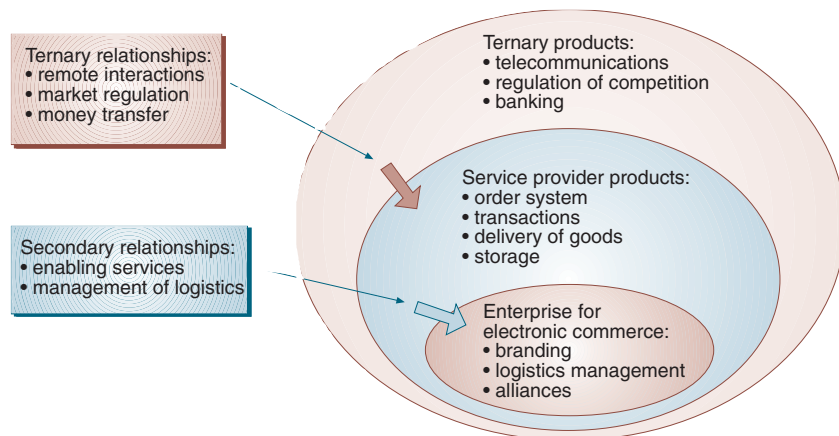 Ternary relationships:
• remote interactions
• market regulation
• money transfer
Secondary relationships:
• enabling services
• management of logistics
Ternary products:
• telecommunications
• regulation of competition
• banking
Service provider products:
• order system
• transactions
• delivery of goods
• storage
Enterprise for
electronic commerce:
• branding
• logistics management
• alliances